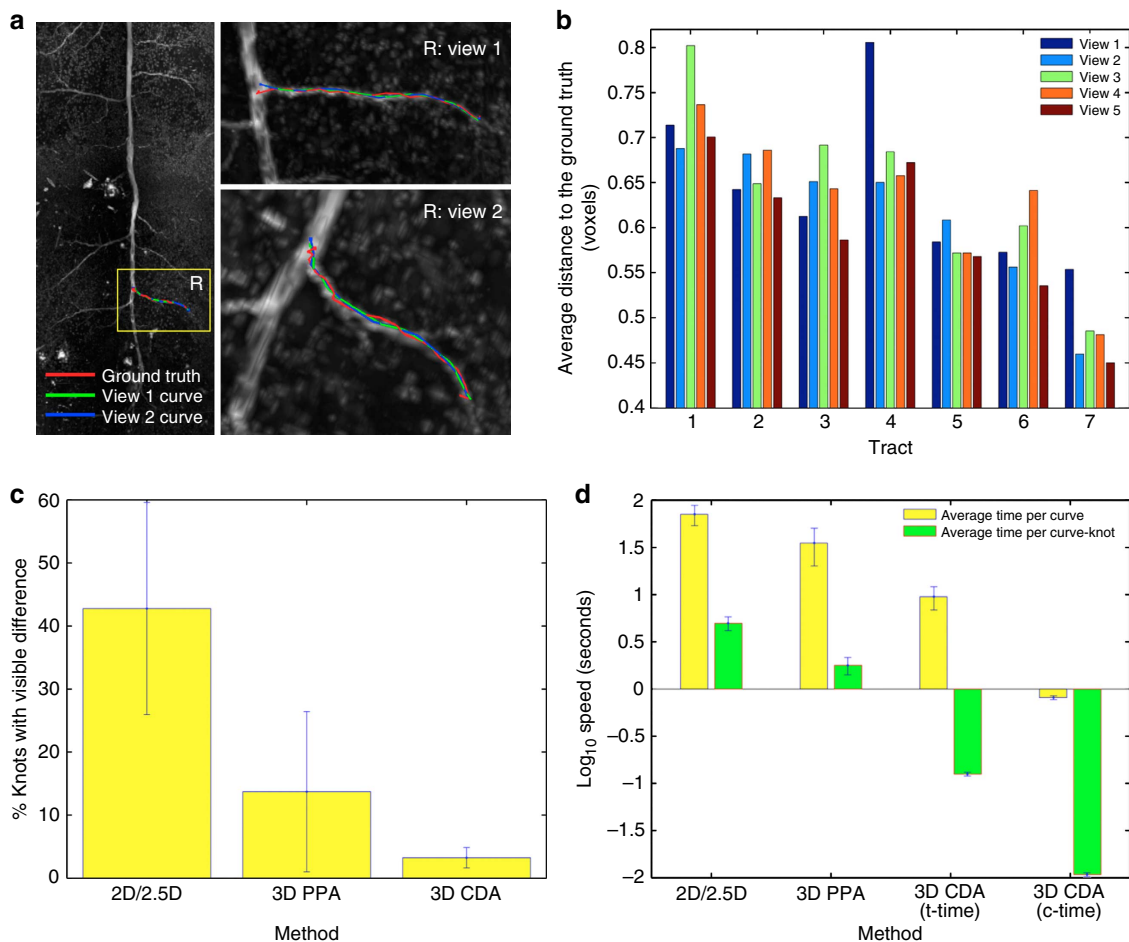 a
R: view 1
R: view 2
R
Ground truth
View 1 curve
View 2 curve
b
Average distance to the ground truth
(voxels)
0.8
0.75
0.7
0.65
0.6
0.55
0.5
0.45
0.4
View 1
View 2
View 3
View 4
View 5
1 2 3 4 5 6 7
Tract
c
% Knots with visible difference
60
50
40
30
20
10
0
2D/2.5D 3D PPA 3D CDA
Method
d
Log10 speed (seconds)
2
1.5
1
0.5
0
−0.5
−1
−1.5
−2
Average time per curve
Average time per curve-knot
2D/2.5D 3D PPA 3D CDA 3D CDA
(t-time) (c-time)
Method